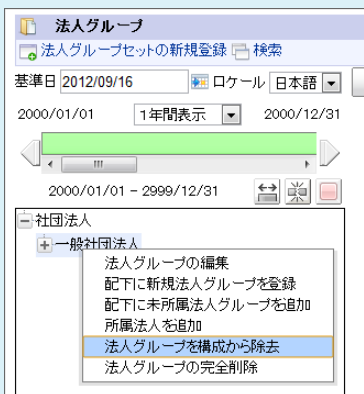 法人グループ
法人グループセットの新規登録 検索
基準日 2012/09/16 ロケール 日本語
2000/01/01 1年間表示 2000/12/31
2000/01/01 - 2999/12/31
社団法人
一般社団法人
法人グループの編集
配下に新規法人グループを登録
配下に未所属法人グループを追加
所属法人を追加
法人グループを構成から除去
法人グループの完全削除